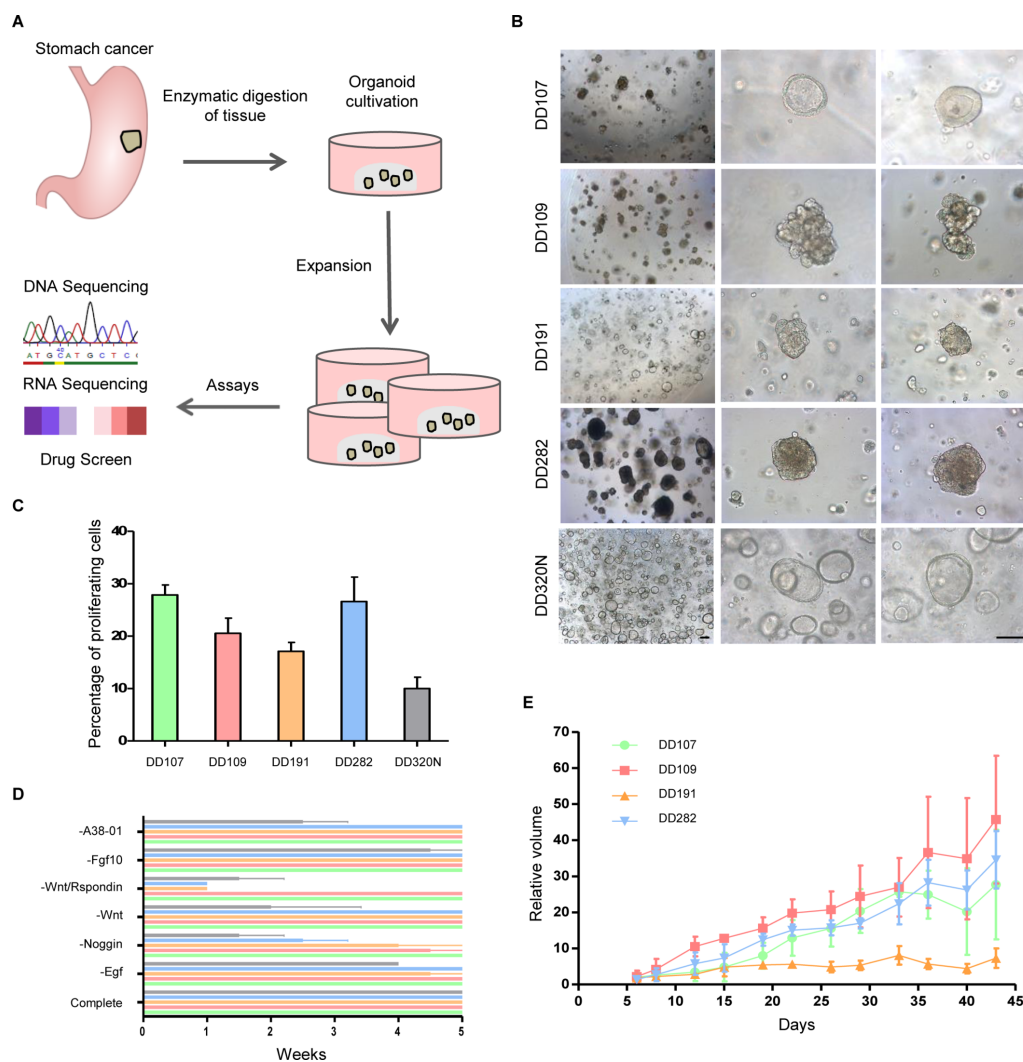 A
Stomach cancer
Enzymatic digestion
of tissue
Organoid
cultivation
Expansion
DNA Sequencing
48
A T G C A T G C T C
RNA Sequencing
Assays
Drug Screen
B
DD107
DD109
DD191
DD282
DD320N
C
Percentage of proliferating cells
40
30
20
10
0
DD107 DD109 DD191 DD282 DD320N
D
-A38-01
-Fgf10
-Wnt/Rspondin
-Wnt
-Noggin
-Egf
Complete
0 1 2 3 4 5
Weeks
E
Relative volume
70
60
50
40
30
20
10
0
DD107
DD109
DD191
DD282
0 5 10 15 20 25 30 35 40 45
Days